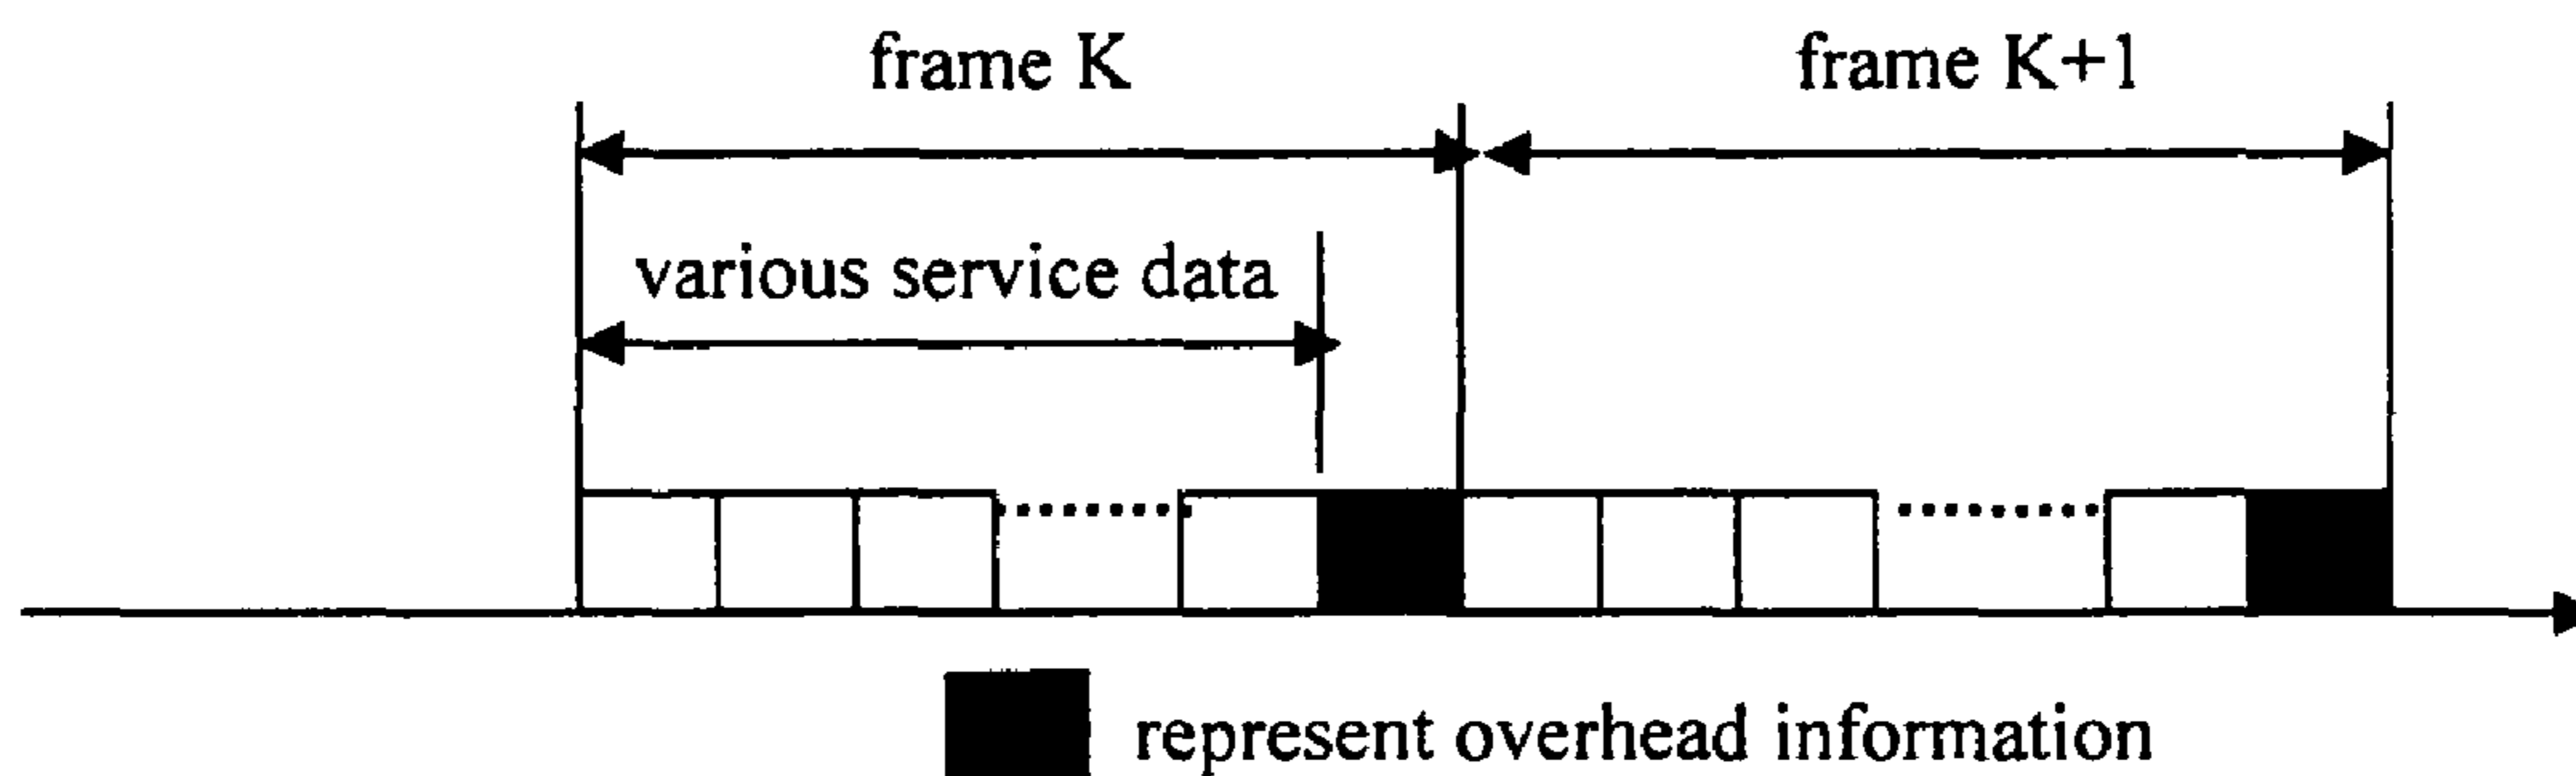 frame K
frame K+1
various service data
represent overhead information